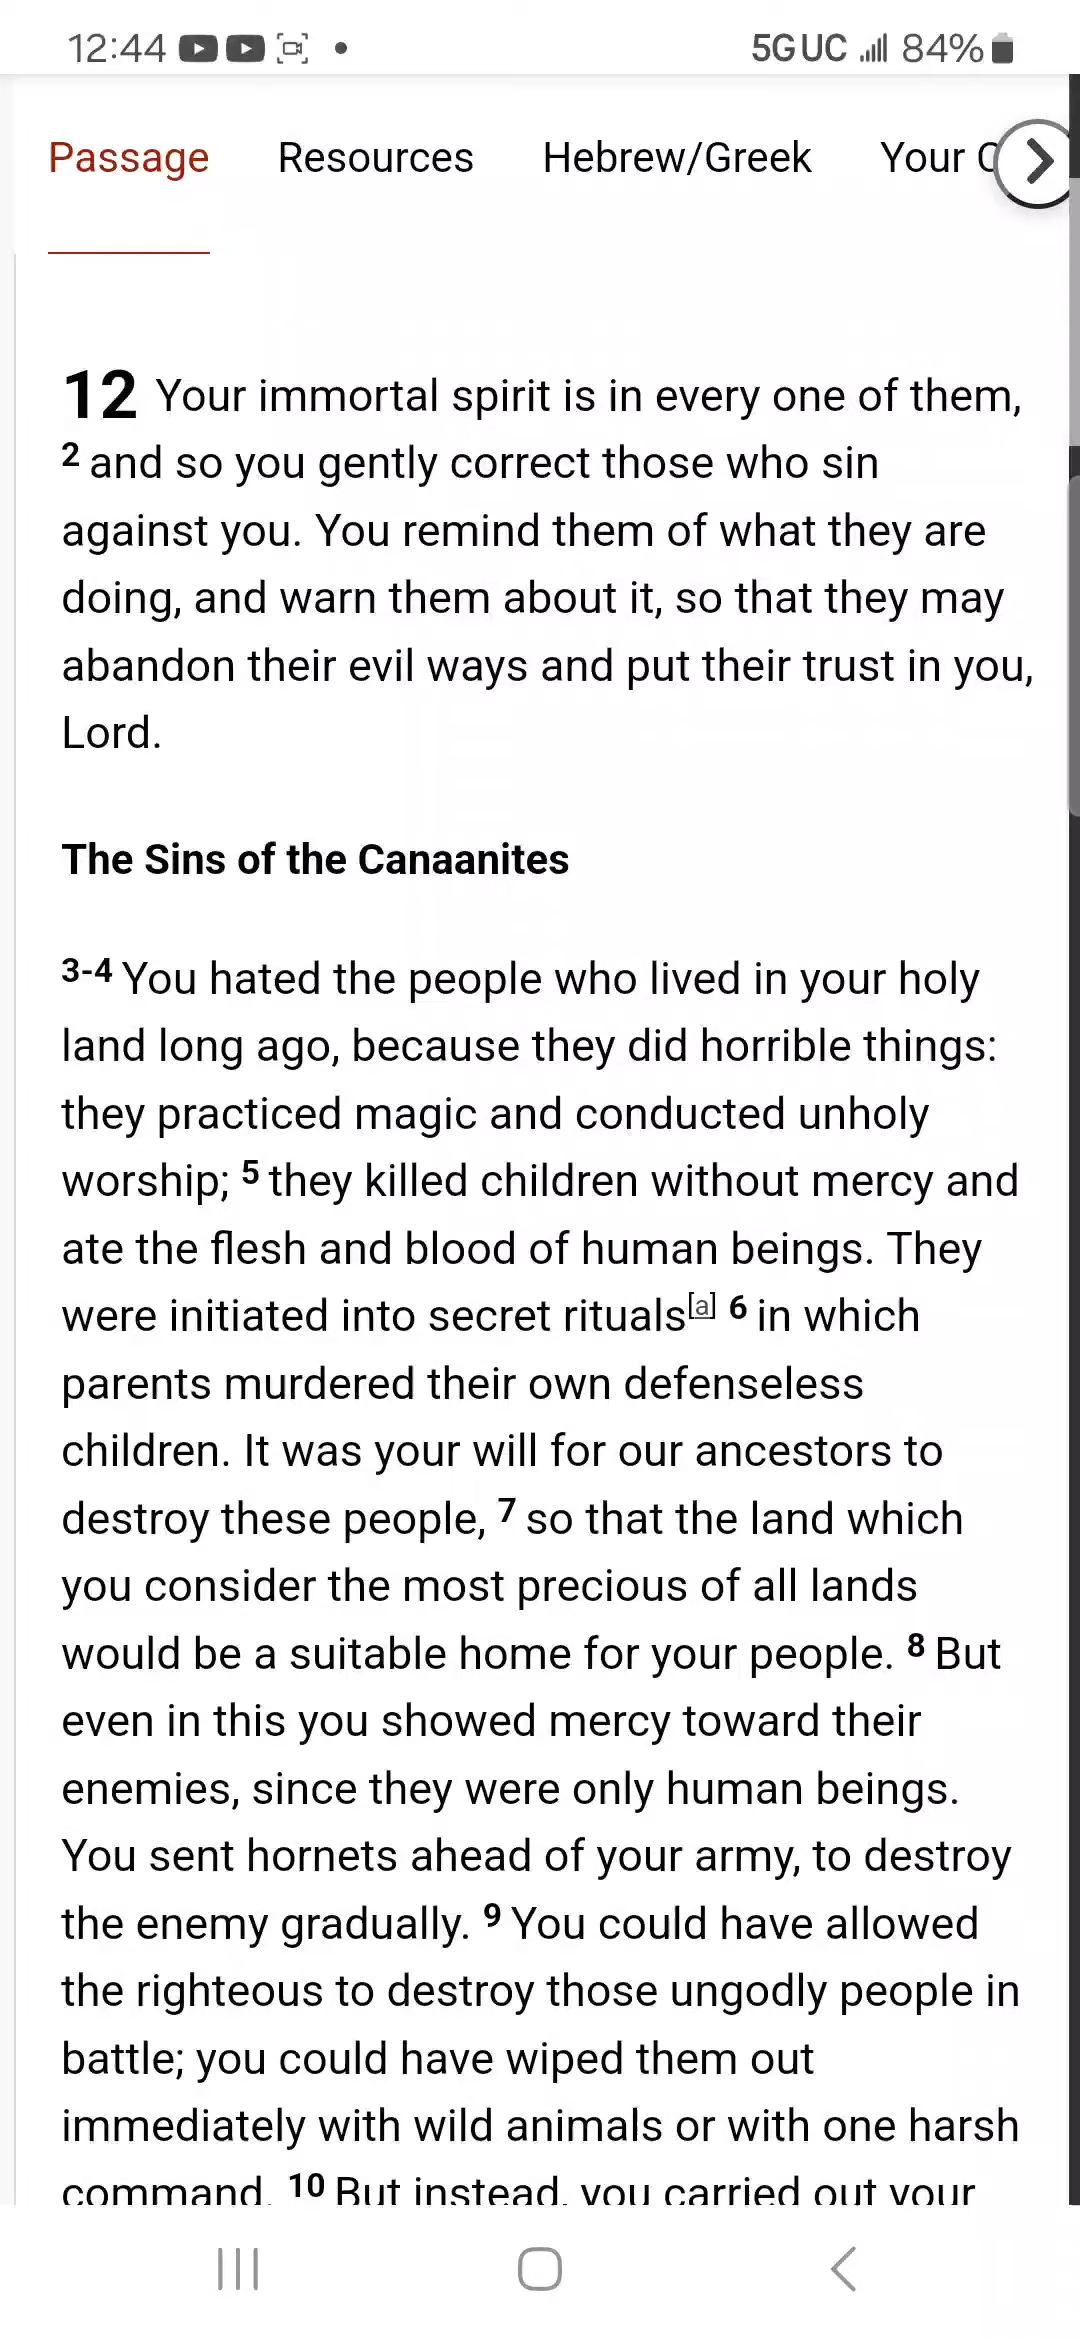 12:44
5G UC 84%
Passage Resources Hebrew/Greek Your
12 Your immortal spirit is in every one of them,
2 and so you gently correct those who sin
against you. You remind them of what they are
doing, and warn them about it, so that they may
abandon their evil ways and put their trust in you,
Lord.
The Sins of the Canaanites
3-4 You hated the people who lived in your holy
land long ago, because they did horrible things:
they practiced magic and conducted unholy
worship; 5 they killed children without mercy and
ate the flesh and blood of human beings. They
were initiated into secret rituals[a] 6 in which
parents murdered their own defenseless
children. It was your will for our ancestors to
destroy these people, 7 so that the land which
you consider the most precious of all lands
would be a suitable home for your people. 8 But
even in this you showed mercy toward their
enemies, since they were only human beings.
You sent hornets ahead of your army, to destroy
the enemy gradually. 9 You could have allowed
the righteous to destroy those ungodly people in
battle; you could have wiped them out
immediately with wild animals or with one harsh
command. 10 But instead, you carried out your